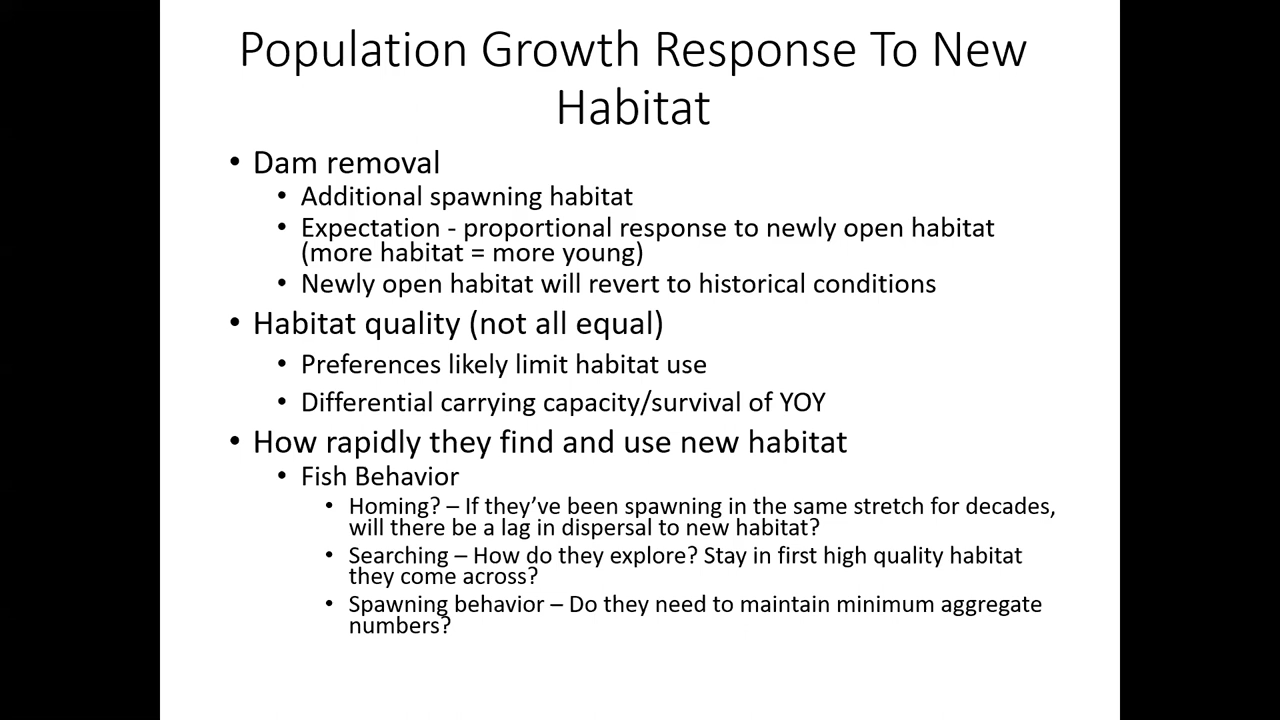 Population Growth Response To New
Habitat
• Dam removal
• Additional spawning habitat
• Expectation - proportional response to newly open habitat
(more habitat = more young)
• Newly open habitat will revert to historical conditions
• Habitat quality (not all equal)
• Preferences likely limit habitat use
• Differential carrying capacity/survival of YOY
• How rapidly they find and use new habitat
• Fish Behavior
• Homing? – If they’ve been spawning in the same stretch for decades,
will there be a lag in dispersal to new habitat?
• Searching – How do they explore? Stay in first high quality habitat
they come across?
• Spawning behavior – Do they need to maintain minimum aggregate
numbers?